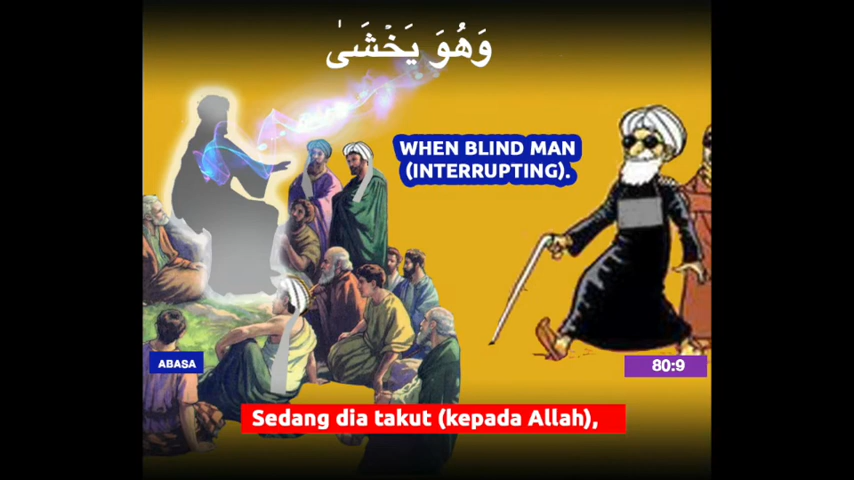 وَهُوَ يَخْشَىٰ
WHEN BLIND MAN
(INTERRUPTING).
ABASA
80:9
Sedang dia takut (kepada Allah),